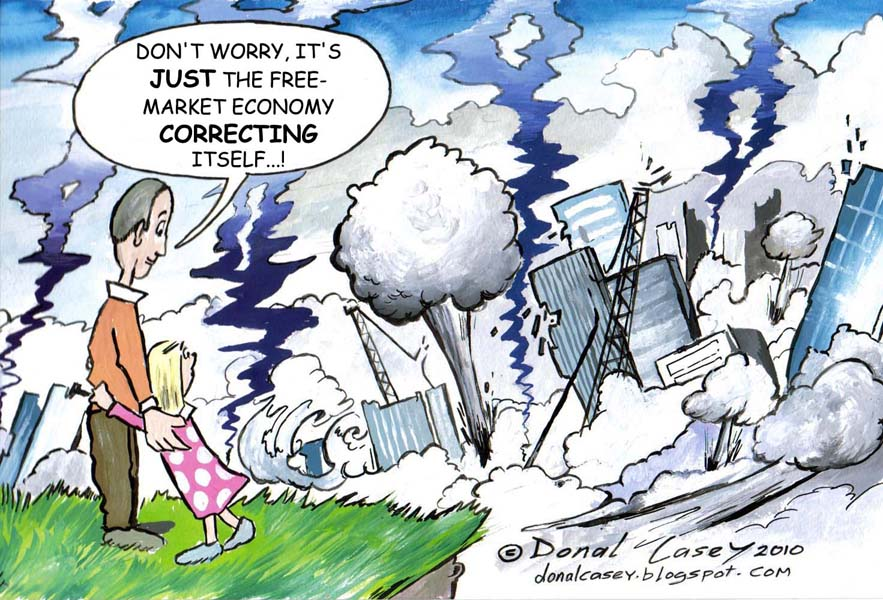 DON'T WORRY, IT'S
JUST THE FREE-
MARKET ECONOMY
CORRECTING
ITSELF...!
© Donal Casey 2010
donalcasey.blogspot.com